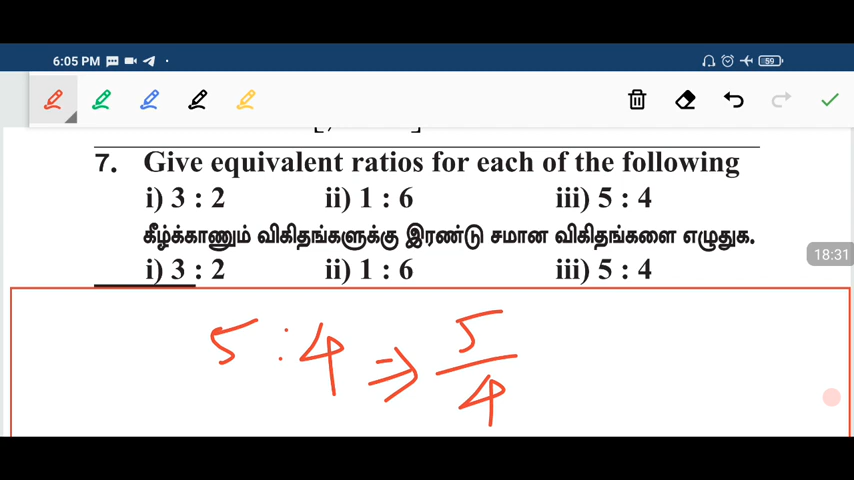 6:05 PM
59
7. Give equivalent ratios for each of the following
i) 3 : 2 ii) 1 : 6 iii) 5 : 4
கீழ்க்காணும் விகிதங்களுக்கு இரண்டு சமான விகிதங்களை எழுதுக.
i) 3 : 2 ii) 1 : 6 iii) 5 : 4
18:31
5 : 4 ⇒ 5/4